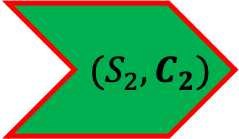 (S₂, C₂)